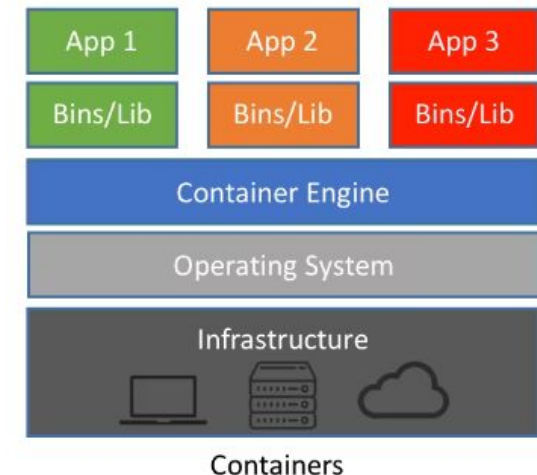 App 1 App 2 App 3
Bins/Lib Bins/Lib Bins/Lib
Container Engine
Operating System
Infrastructure
Containers